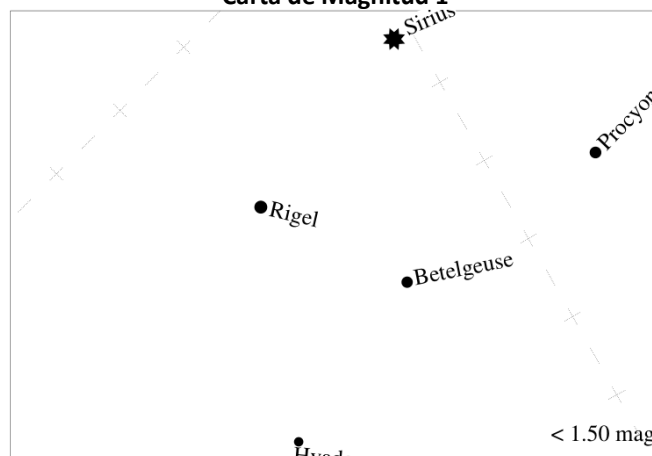 Carta de Magnitud 1
Sirius
Procyon
Rigel
Betelgeuse
< 1.50 mag